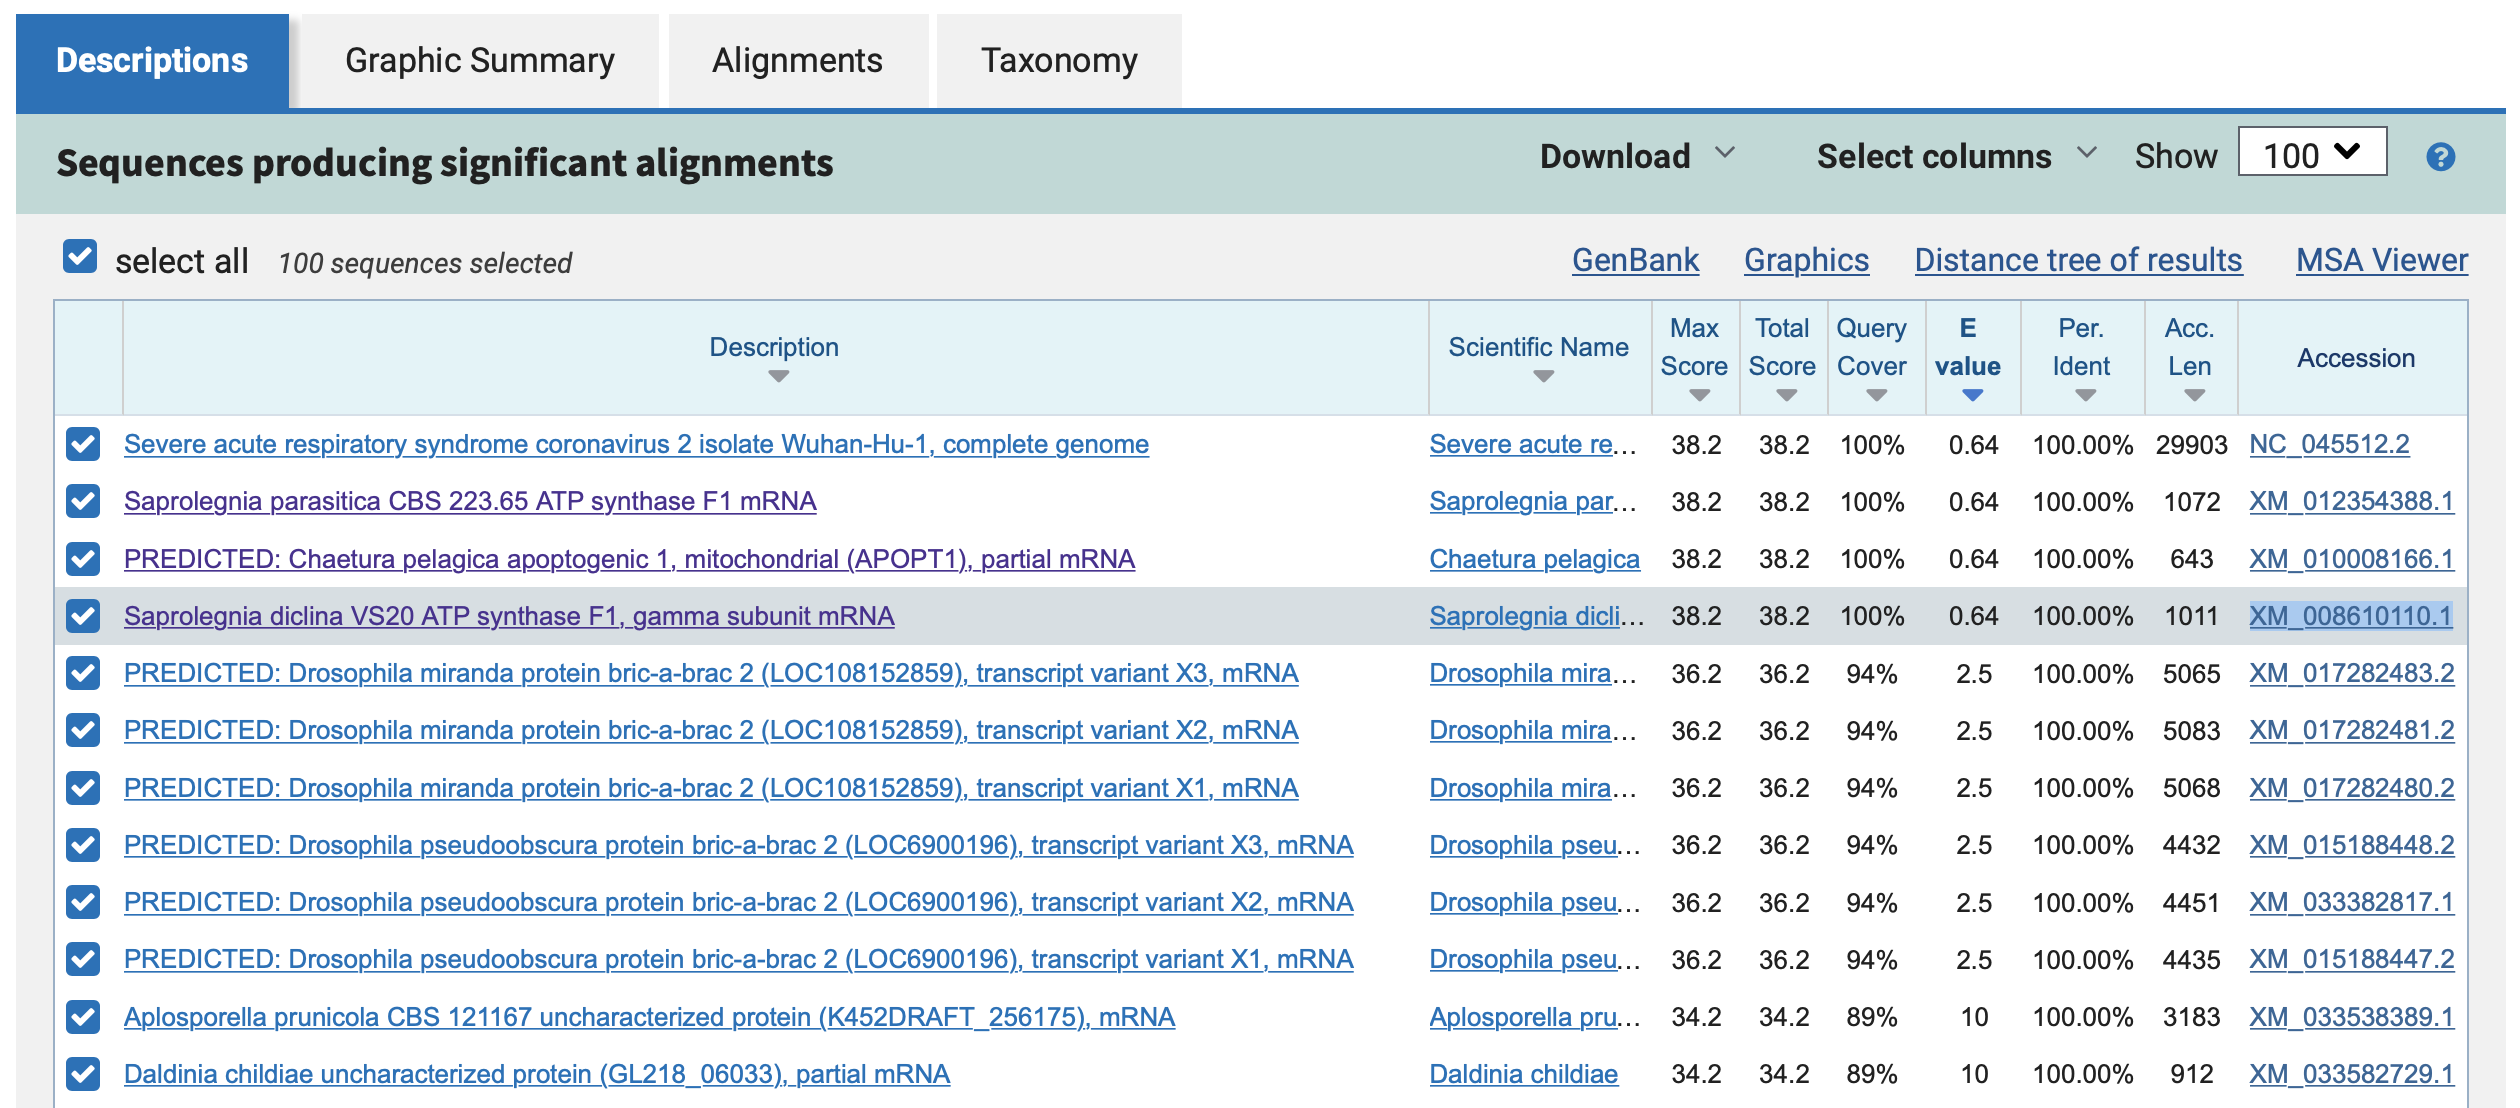 Descriptions Graphic Summary Alignments Taxonomy
Sequences producing significant alignments Download Select columns Show 100 ?
select all 100 sequences selected GenBank Graphics Distance tree of results MSA Viewer
Description Scientific Name Max Score Total Score Query Cover E value Per. Ident Acc. Len Accession
Severe acute respiratory syndrome coronavirus 2 isolate Wuhan-Hu-1, complete genome Severe acute re... 38.2 38.2 100% 0.64 100.00% 29903 NC_045512.2
Saprolegnia parasitica CBS 223.65 ATP synthase F1 mRNA Saprolegnia par... 38.2 38.2 100% 0.64 100.00% 1072 XM_012354388.1
PREDICTED: Chaetura pelagica apoptogenic 1, mitochondrial (APOPT1), partial mRNA Chaetura pelagica 38.2 38.2 100% 0.64 100.00% 643 XM_010008166.1
Saprolegnia diclina VS20 ATP synthase F1, gamma subunit mRNA Saprolegnia dicli... 38.2 38.2 100% 0.64 100.00% 1011 XM_008610110.1
PREDICTED: Drosophila miranda protein bric-a-brac 2 (LOC108152859), transcript variant X3, mRNA Drosophila mira... 36.2 36.2 94% 2.5 100.00% 5065 XM_017282483.2
PREDICTED: Drosophila miranda protein bric-a-brac 2 (LOC108152859), transcript variant X2, mRNA Drosophila mira... 36.2 36.2 94% 2.5 100.00% 5083 XM_017282481.2
PREDICTED: Drosophila miranda protein bric-a-brac 2 (LOC108152859), transcript variant X1, mRNA Drosophila mira... 36.2 36.2 94% 2.5 100.00% 5068 XM_017282480.2
PREDICTED: Drosophila pseudoobscura protein bric-a-brac 2 (LOC6900196), transcript variant X3, mRNA Drosophila pseu... 36.2 36.2 94% 2.5 100.00% 4432 XM_015188448.2
PREDICTED: Drosophila pseudoobscura protein bric-a-brac 2 (LOC6900196), transcript variant X2, mRNA Drosophila pseu... 36.2 36.2 94% 2.5 100.00% 4451 XM_033382817.1
PREDICTED: Drosophila pseudoobscura protein bric-a-brac 2 (LOC6900196), transcript variant X1, mRNA Drosophila pseu... 36.2 36.2 94% 2.5 100.00% 4435 XM_015188447.2
Aplosporella prunicola CBS 121167 uncharacterized protein (K452DRAFT_256175), mRNA Aplosporella pru... 34.2 34.2 89% 10 100.00% 3183 XM_033538389.1
Daldinia childiae uncharacterized protein (GL218_06033), partial mRNA Daldinia childiae 34.2 34.2 89% 10 100.00% 912 XM_033582729.1